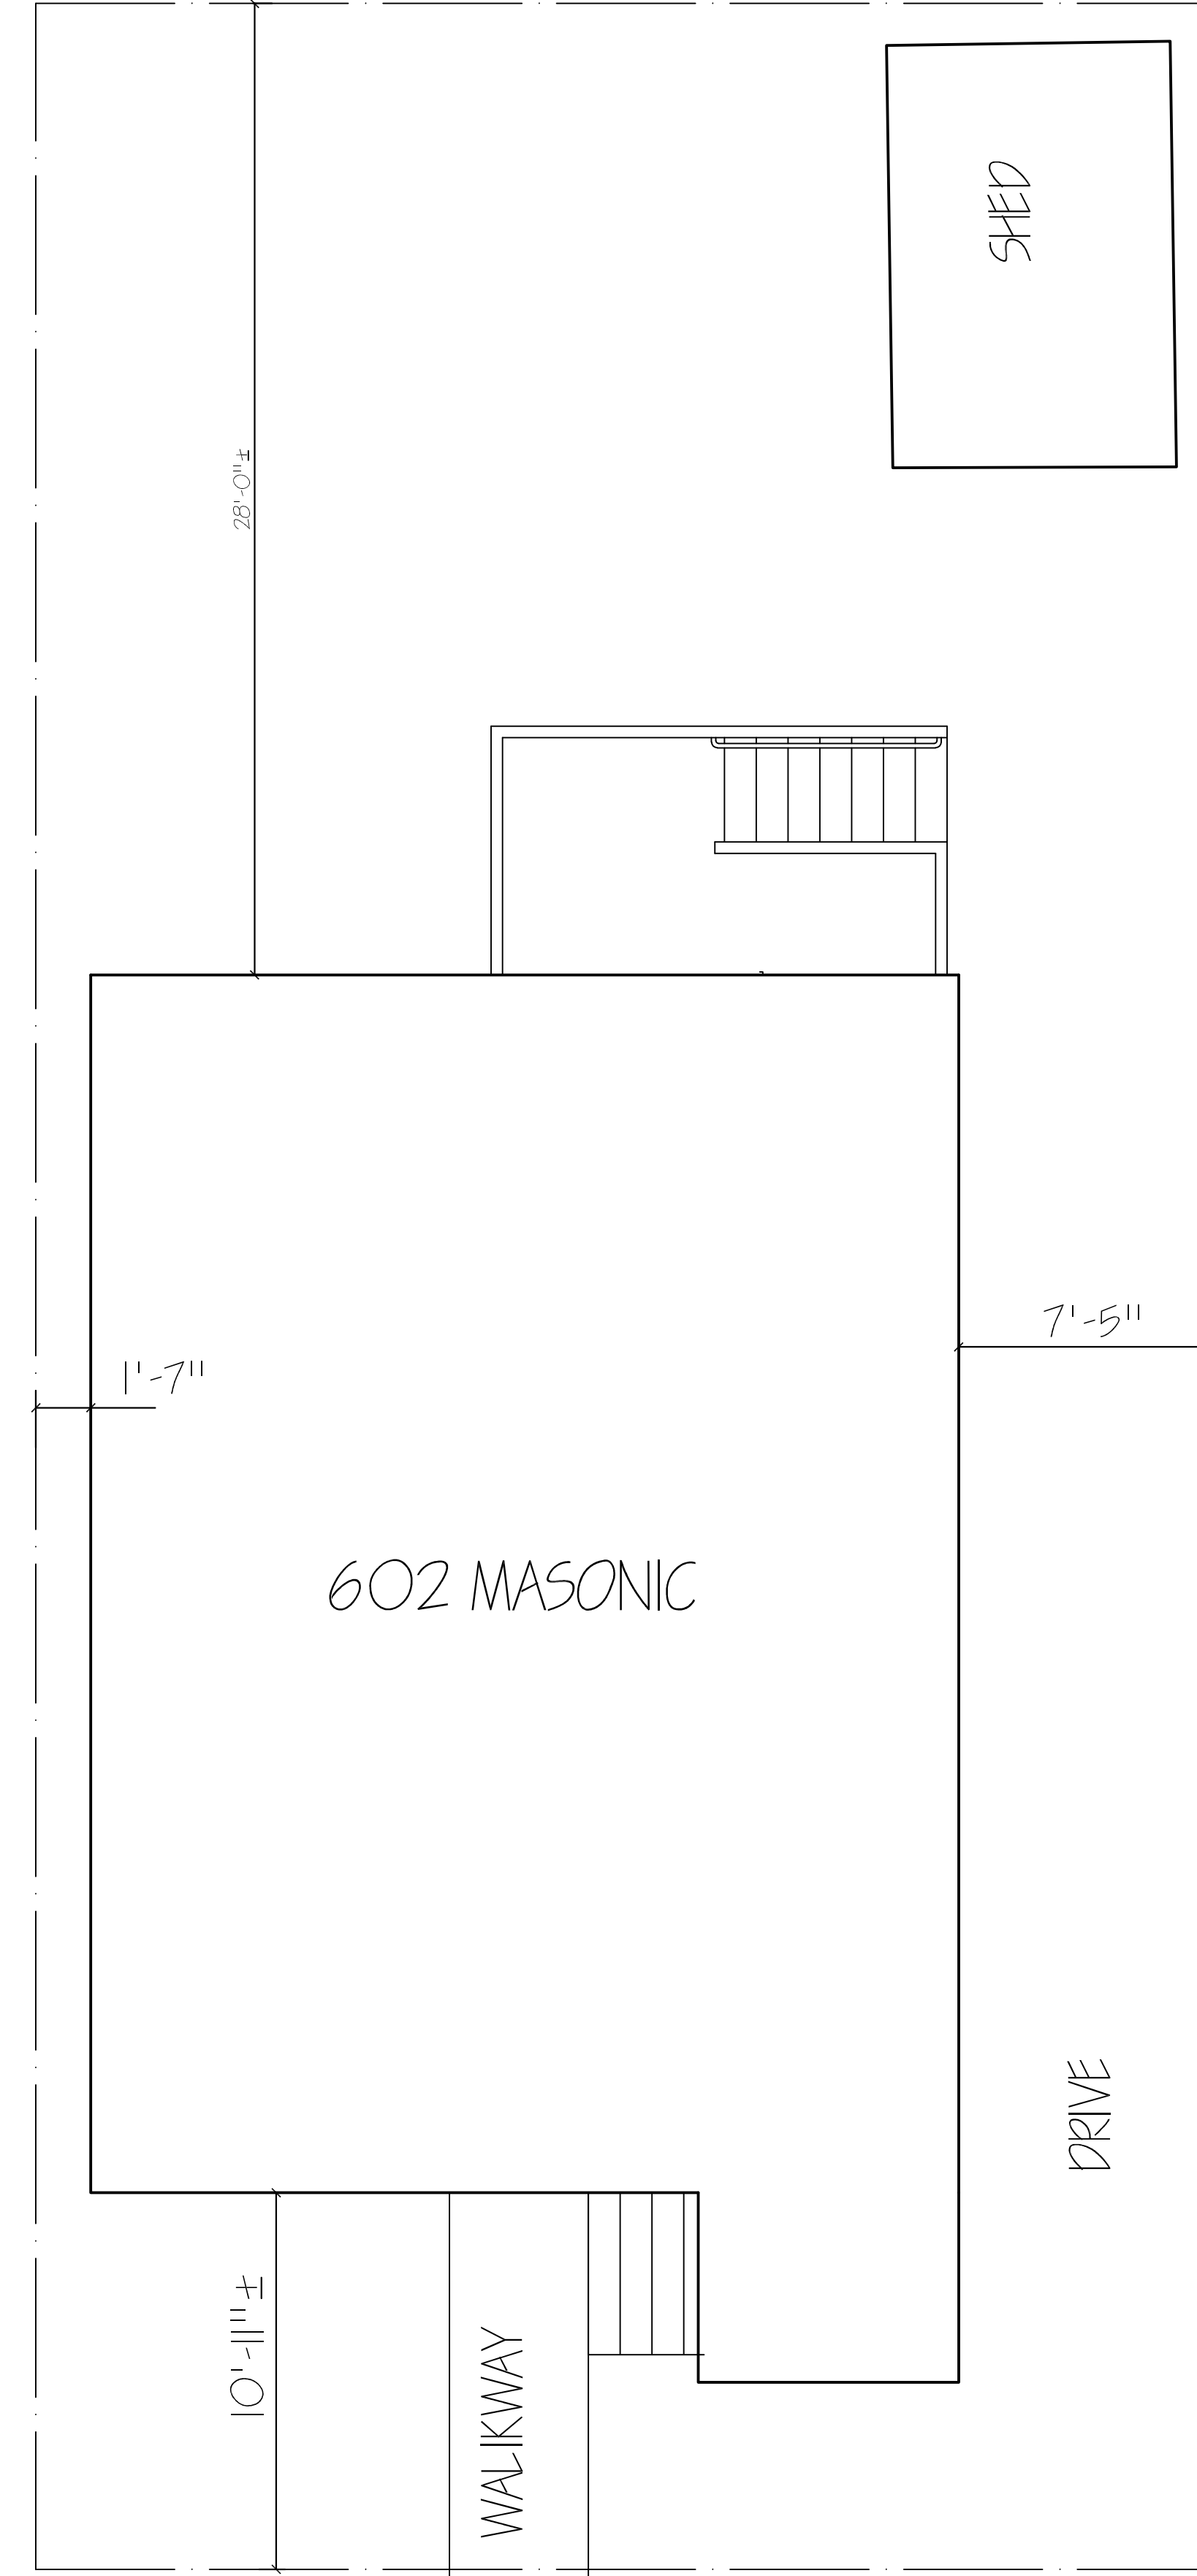 SHED
28'-0"±
7'-5"
1'-7"
602 MASONIC
DRIVE
10'-11"±
WALKWAY